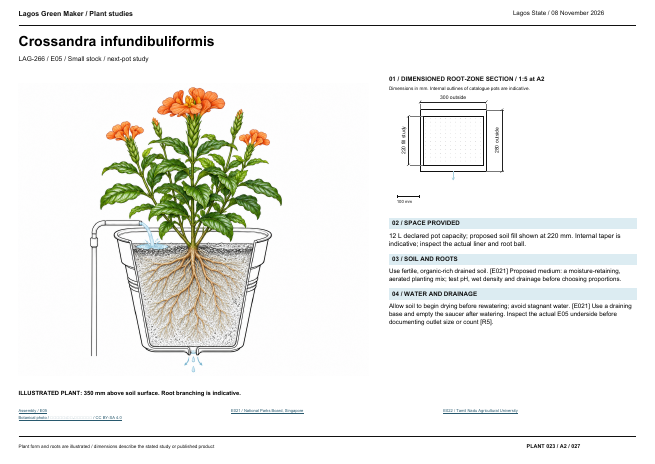 Lagos Green Maker / Plant studies
Lagos State / 08 November 2026
Crossandra infundibuliformis
LAG-266 / E05 / Small stock / next-pot study
01 / DIMENSIONED ROOT-ZONE SECTION / 1:5 at A2
Dimensions in mm. Internal outlines of catalogue pots are indicative.
300 outside
220 fill study
280 outside
100 mm
02 / SPACE PROVIDED
12 L declared pot capacity; proposed soil fill shown at 220 mm. Internal taper is
indicative; inspect the actual liner and root ball.
03 / SOIL AND ROOTS
Use fertile, organic-rich drained soil. [E021] Proposed medium: a moisture-retaining,
aerated planting mix; test pH, wet density and drainage before choosing proportions.
04 / WATER AND DRAINAGE
Allow soil to begin drying before rewatering; avoid stagnant water. [E021] Use a draining
base and empty the saucer after watering. Inspect the actual E05 underside before
documenting outlet size or count [R5].
ILLUSTRATED PLANT: 350 mm above soil surface. Root branching is indicative.
Assembly / E05
E021 / National Parks Board, Singapore
E022 / Tamil Nadu Agricultural University
Botanical photo / / CC BY-SA 4.0
Plant form and roots are illustrated / dimensions describe the stated study or published product
PLANT 023 / A2 / 027